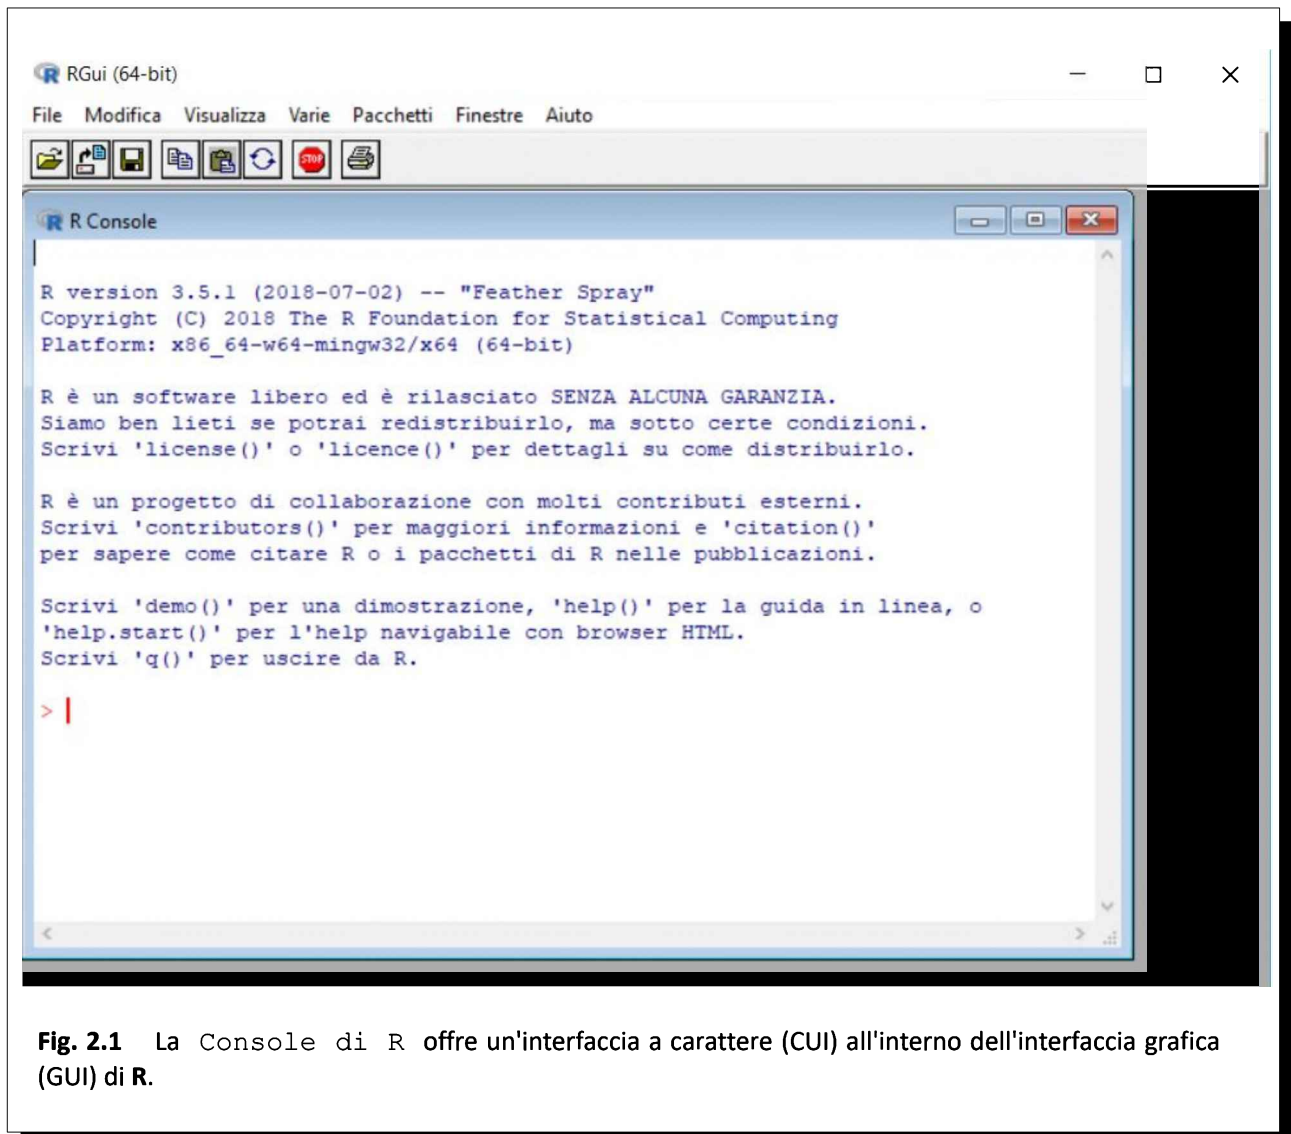 RGui (64-bit)
File Modifica Visualizza Varie Pacchetti Finestre Aiuto
STOP
R Console
R version 3.5.1 (2018-07-02) -- "Feather Spray"
Copyright (C) 2018 The R Foundation for Statistical Computing
Platform: x86_64-w64-mingw32/x64 (64-bit)
R è un software libero ed è rilasciato SENZA ALCUNA GARANZIA.
Siamo ben lieti se potrai redistribuirlo, ma sotto certe condizioni.
Scrivi 'license()' o 'licence()' per dettagli su come distribuirlo.
R è un progetto di collaborazione con molti contributi esterni.
Scrivi 'contributors()' per maggiori informazioni e 'citation()'
per sapere come citare R o i pacchetti di R nelle pubblicazioni.
Scrivi 'demo()' per una dimostrazione, 'help()' per la guida in linea, o
'help.start()' per l'help navigabile con browser HTML.
Scrivi 'q()' per uscire da R.
>
Fig. 2.1 La Console di R offre un'interfaccia a carattere (CUI) all'interno dell'interfaccia grafica
(GUI) di R.